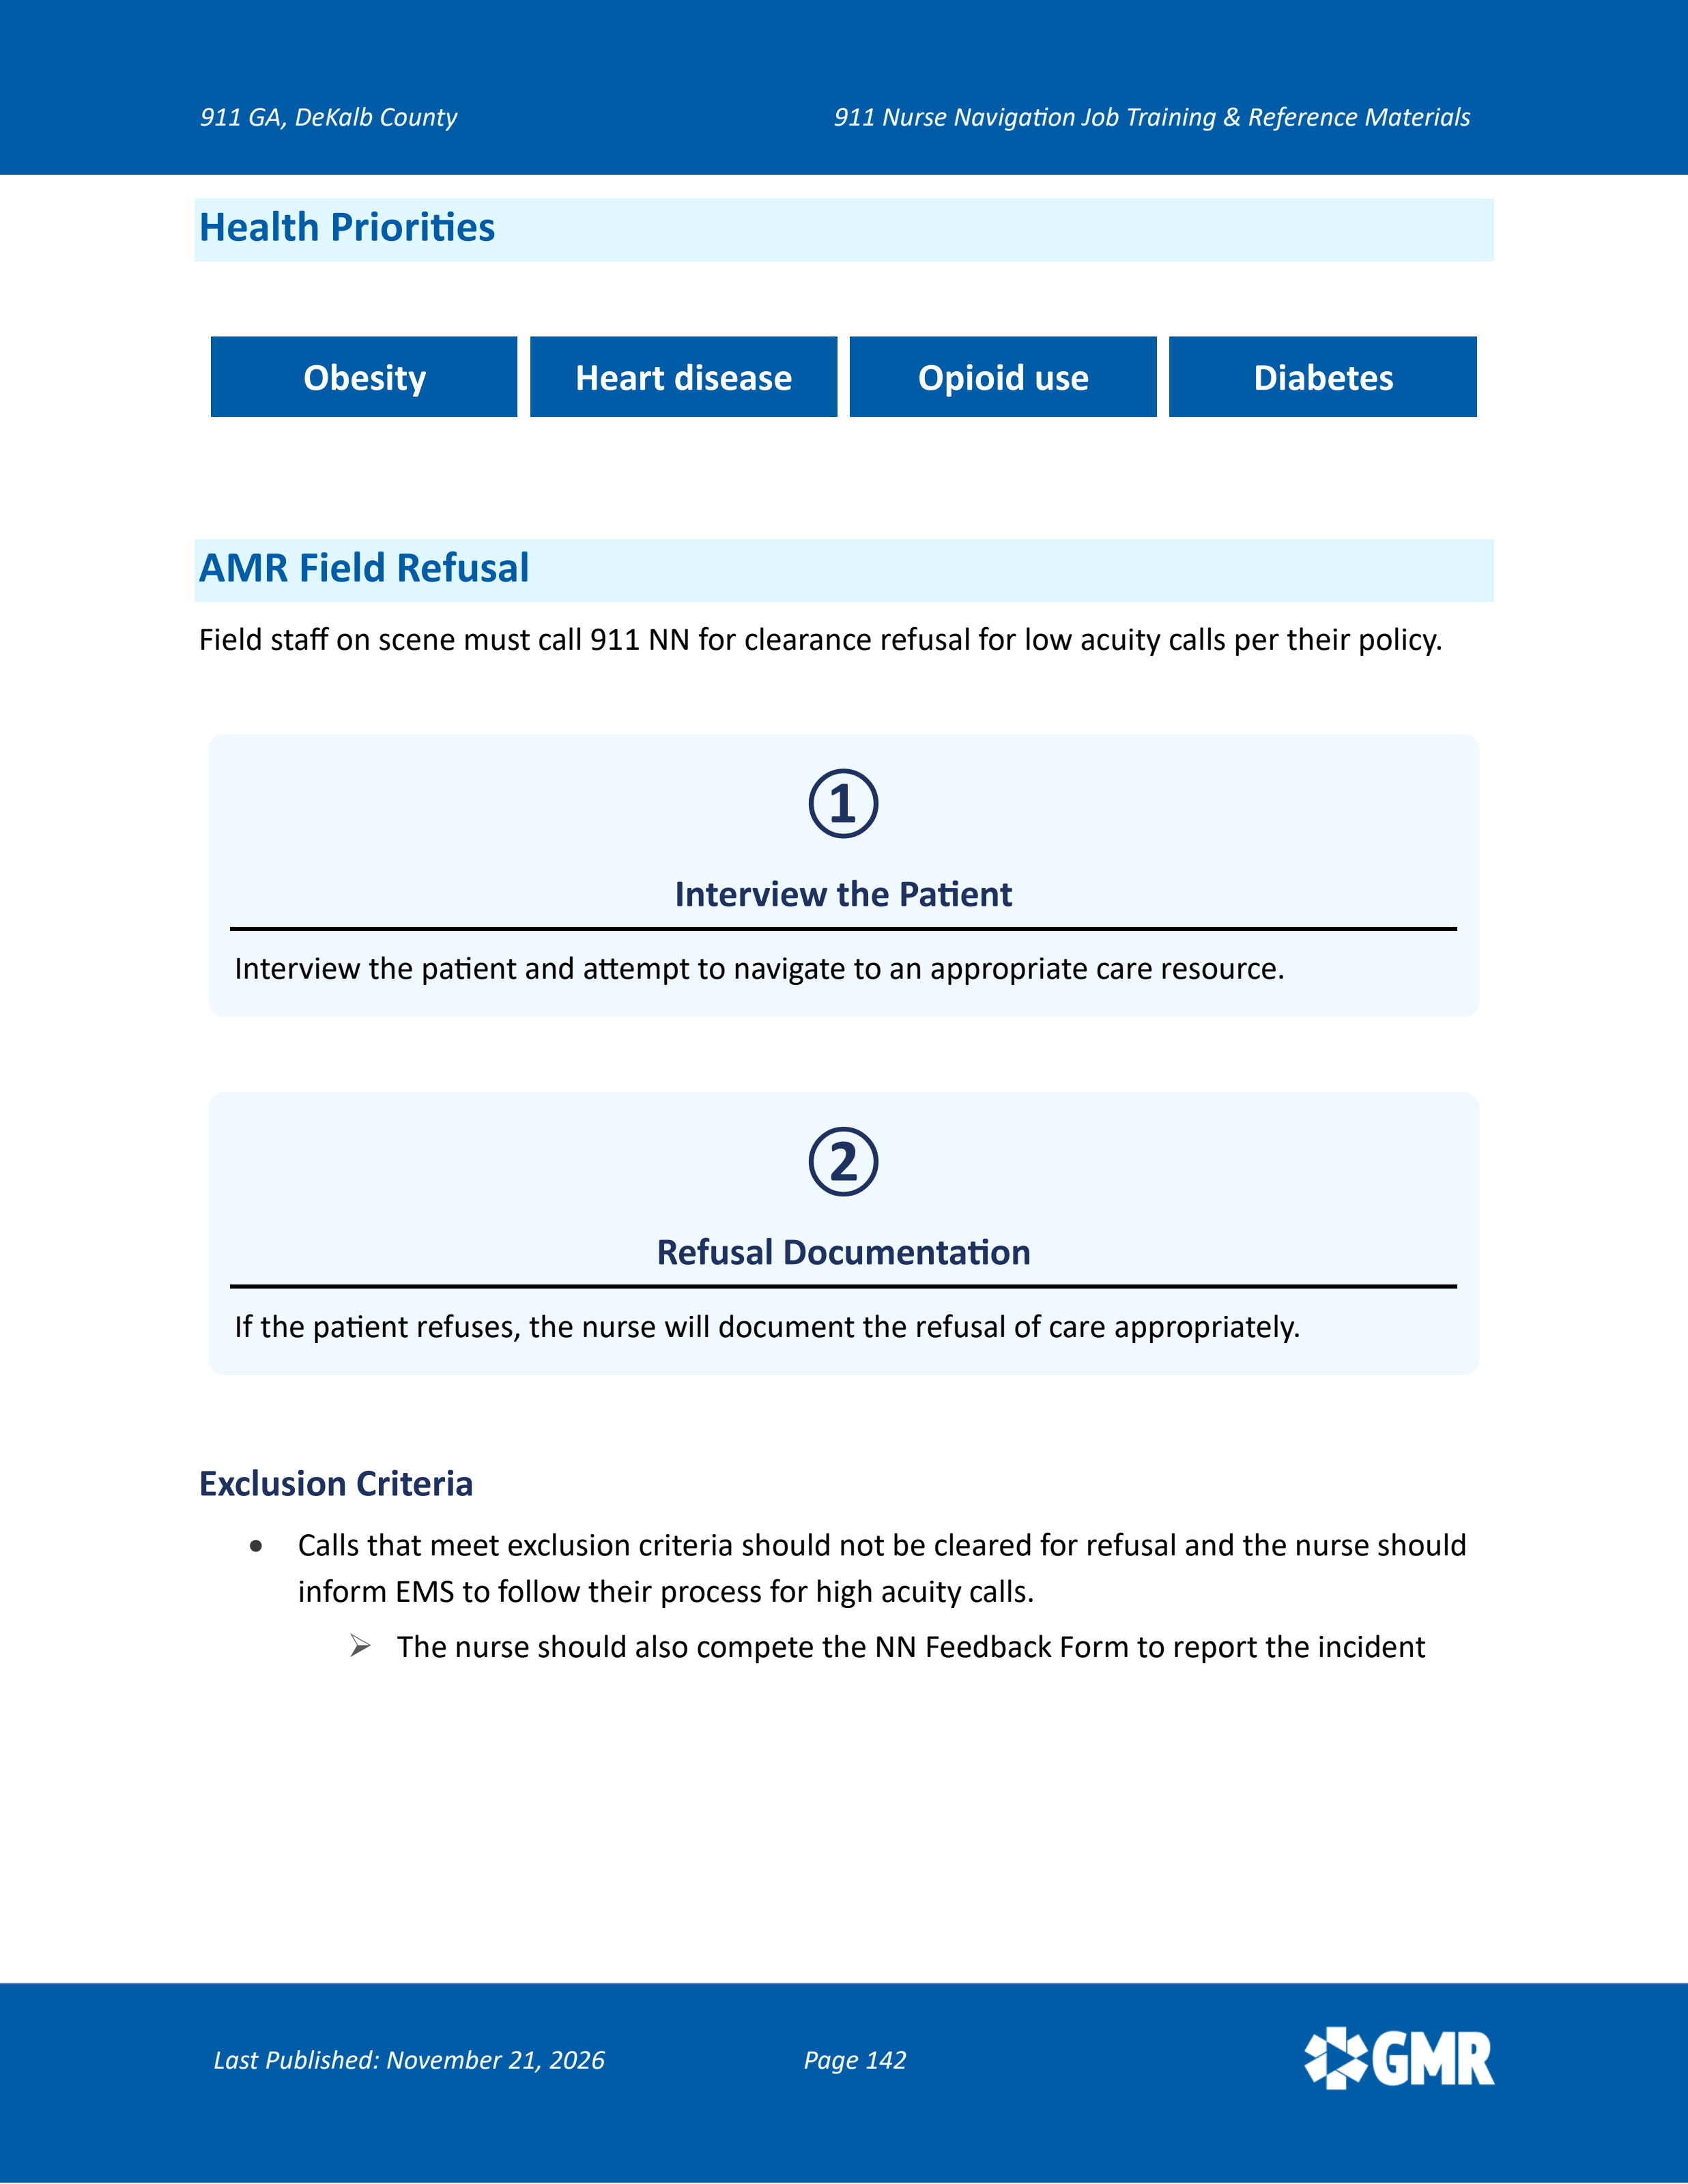 911 GA, DeKalb County
911 Nurse Navigation Job Training & Reference Materials
Health Priorities
Obesity
Heart disease
Opioid use
Diabetes
AMR Field Refusal
Field staff on scene must call 911 NN for clearance refusal for low acuity calls per their policy.
1
Interview the Patient
Interview the patient and attempt to navigate to an appropriate care resource.
2
Refusal Documentation
If the patient refuses, the nurse will document the refusal of care appropriately.
Exclusion Criteria
• Calls that meet exclusion criteria should not be cleared for refusal and the nurse should
inform EMS to follow their process for high acuity calls.
➢ The nurse should also compete the NN Feedback Form to report the incident
Last Published: November 21, 2026
Page 142
GMR